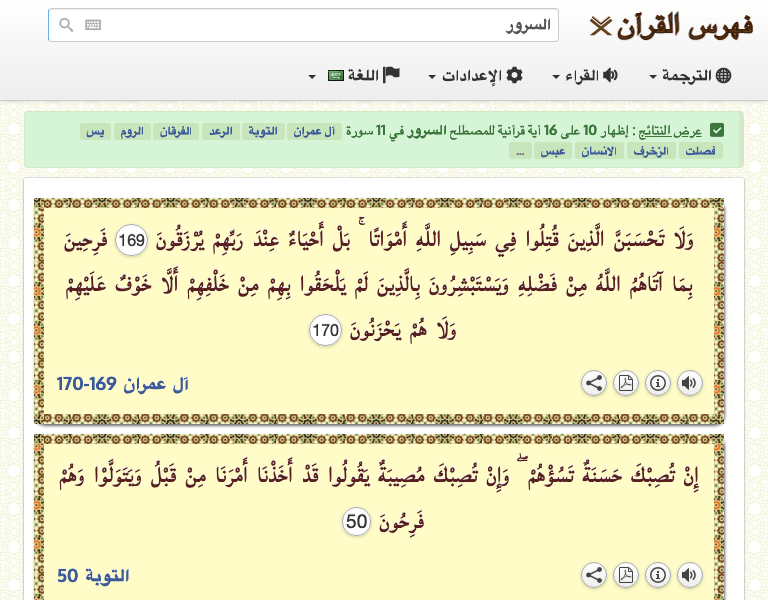 فهرس القرآن
السرور
الترجمة القراء الإعدادات اللغة
عرض النتائج : إظهار 10 على 16 آية قرآنية للمصطلح السرور في 11 سورة آل عمران التوبة الرعد الفرقان الروم يس
فصلت الزخرف الانسان عبس ...
وَلَا تَحْسَبَنَّ الَّذِينَ قُتِلُوا فِي سَبِيلِ اللَّهِ أَمْوَاتًا ۚ بَلْ أَحْيَاءٌ عِنْدَ رَبِّهِمْ يُرْزَقُونَ 169 فَرِحِينَ
بِمَا آتَاهُمُ اللَّهُ مِنْ فَضْلِهِ وَيَسْتَبْشِرُونَ بِالَّذِينَ لَمْ يَلْحَقُوا بِهِمْ مِنْ خَلْفِهِمْ أَلَّا خَوْفٌ عَلَيْهِمْ
وَلَا هُمْ يَحْزَنُونَ 170
آل عمران 169-170
إِنْ تُصِبْكَ حَسَنَةٌ تَسُؤْهُمْ ۖ وَإِنْ تُصِبْكَ مُصِيبَةٌ يَقُولُوا قَدْ أَخَذْنَا أَمْرَنَا مِنْ قَبْلُ وَيَتَوَلَّوْا وَهُمْ
فَرِحُونَ 50
التوبة 50